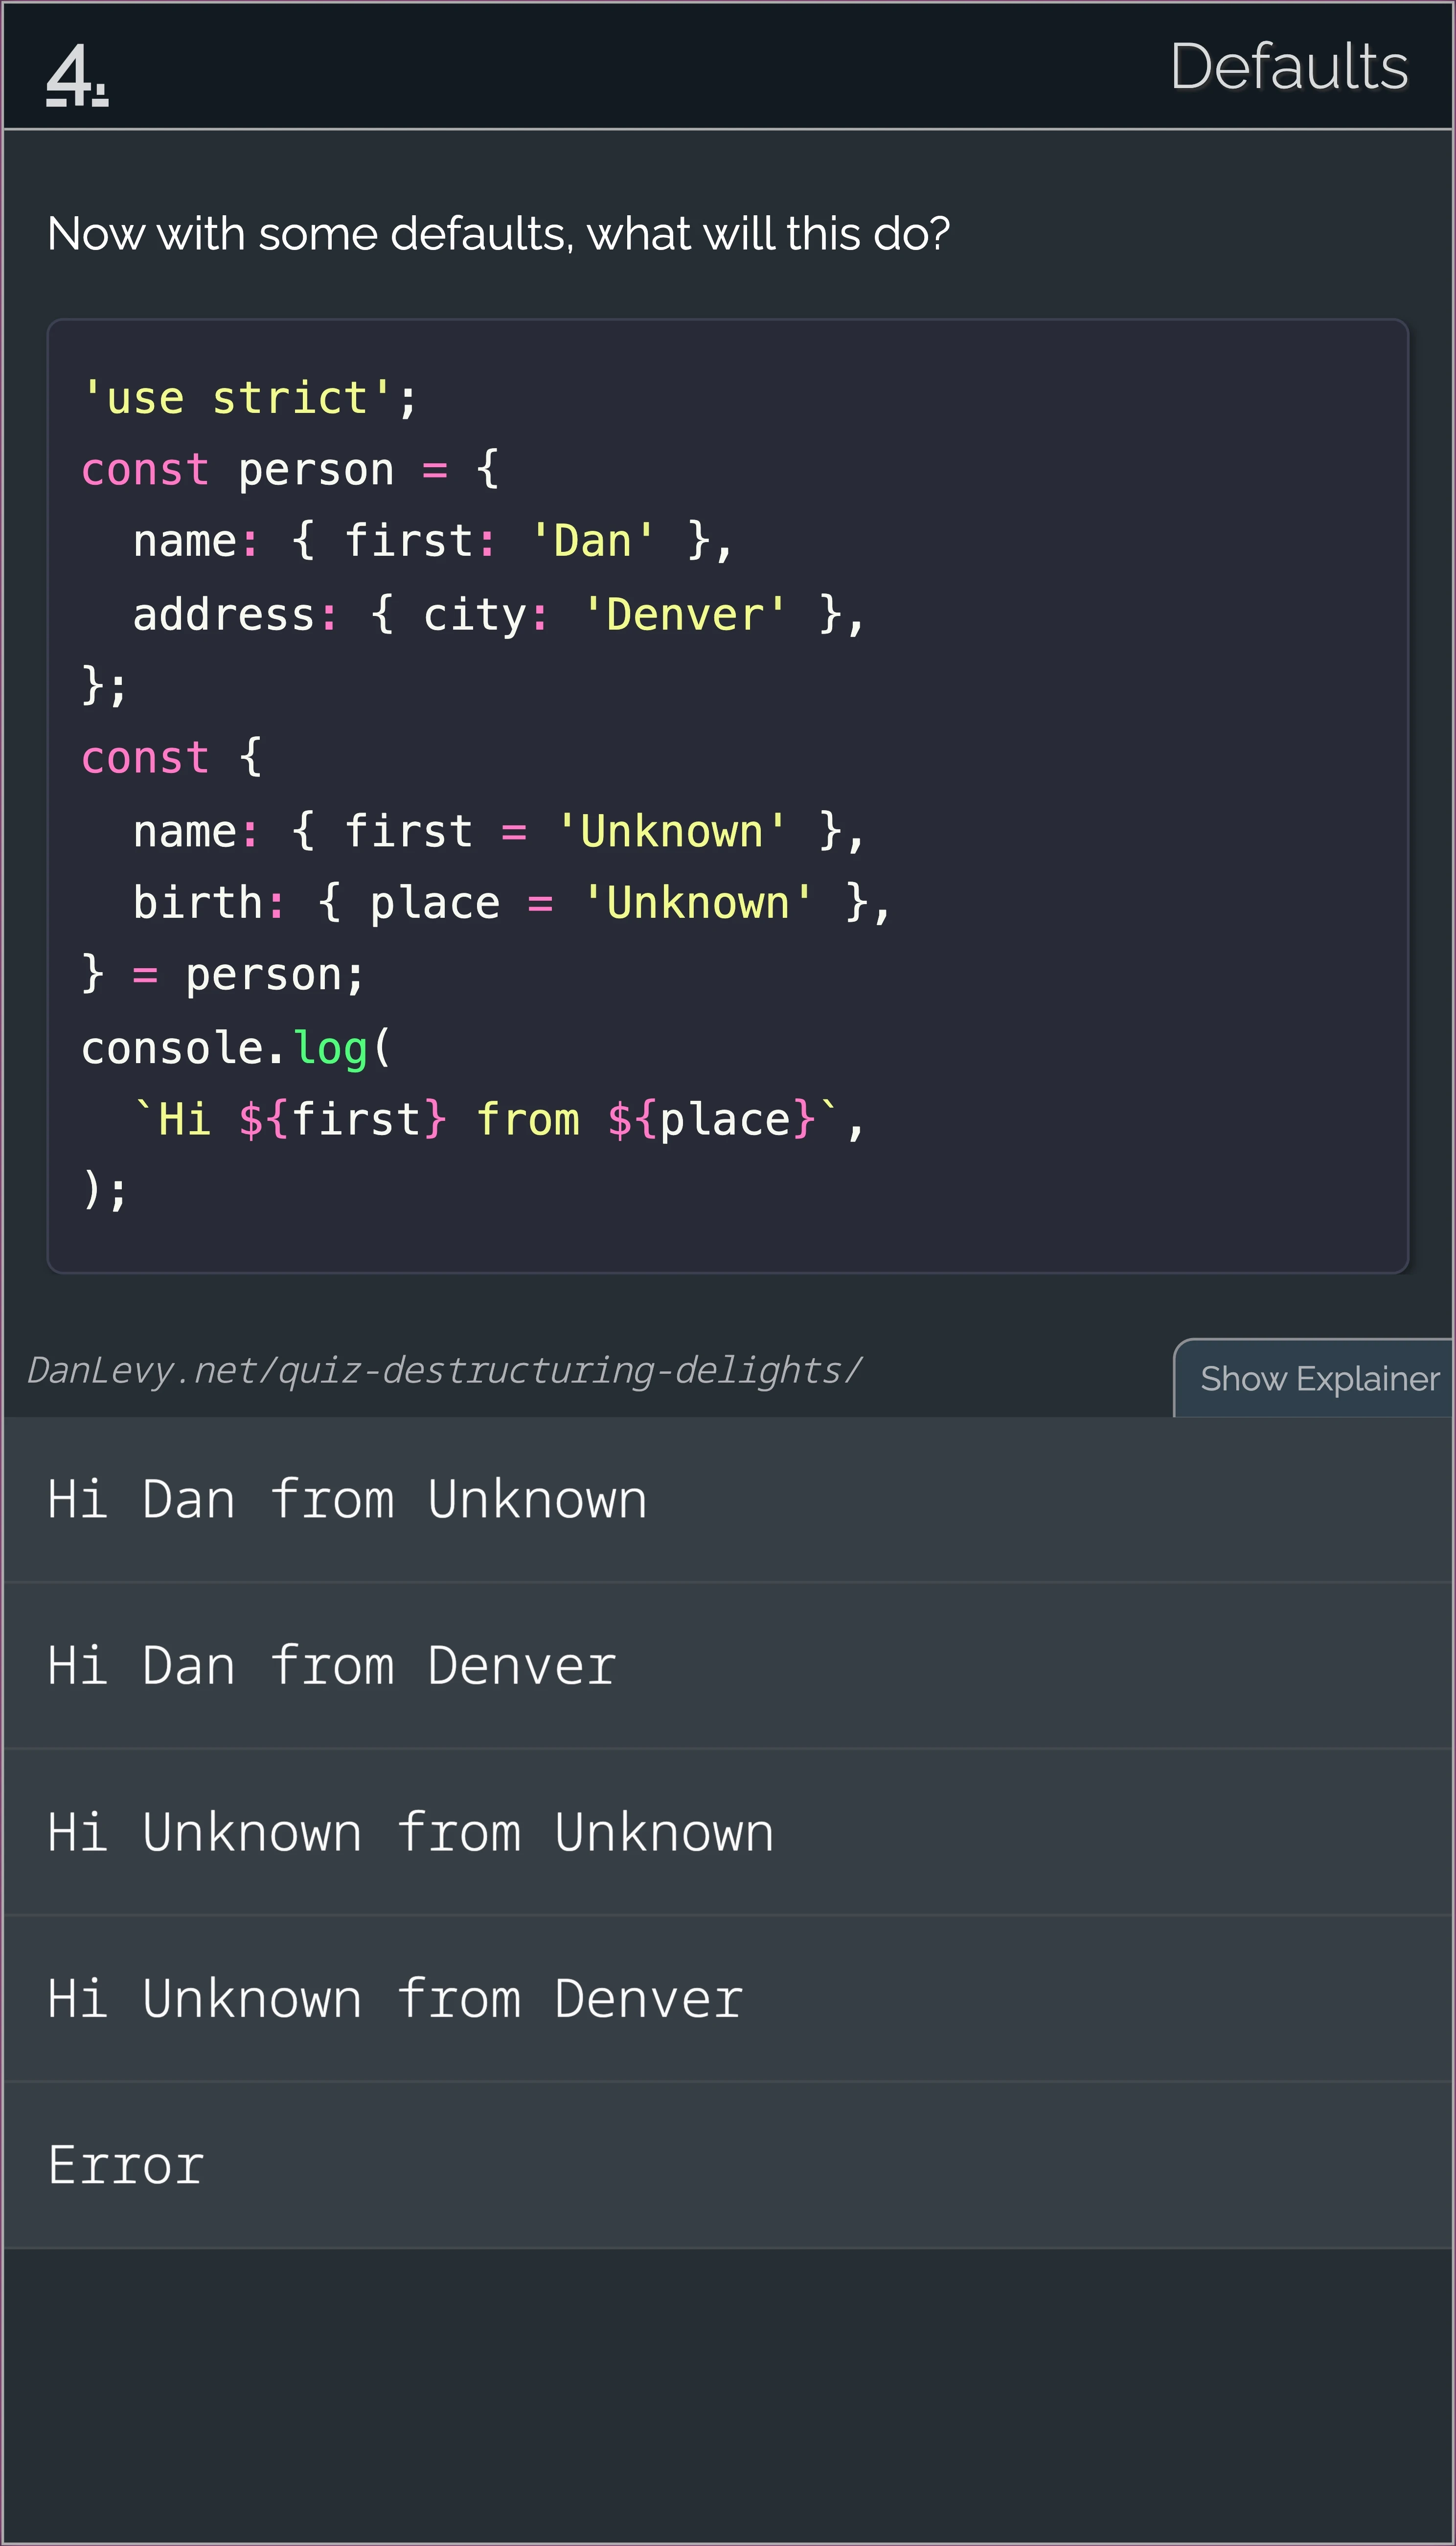 4.
Defaults
Now with some defaults, what will this do?
'use strict';
const person = {
  name: { first: 'Dan' },
  address: { city: 'Denver' },
};
const {
  name: { first = 'Unknown' },
  birth: { place = 'Unknown' },
} = person;
console.log(
  `Hi ${first} from ${place}`,
);
DanLevy.net/quiz-destructuring-delights/
Show Explainer
Hi Dan from Unknown
Hi Dan from Denver
Hi Unknown from Unknown
Hi Unknown from Denver
Error